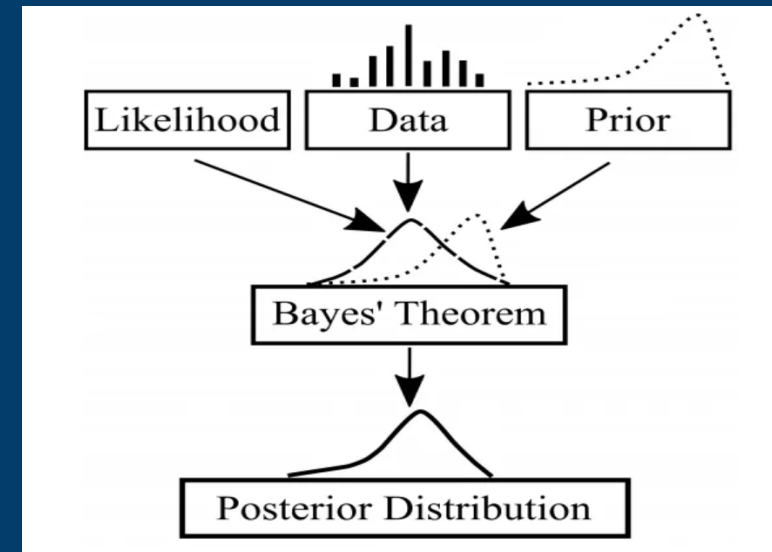 Likelihood
Data
Prior
Bayes' Theorem
Posterior Distribution